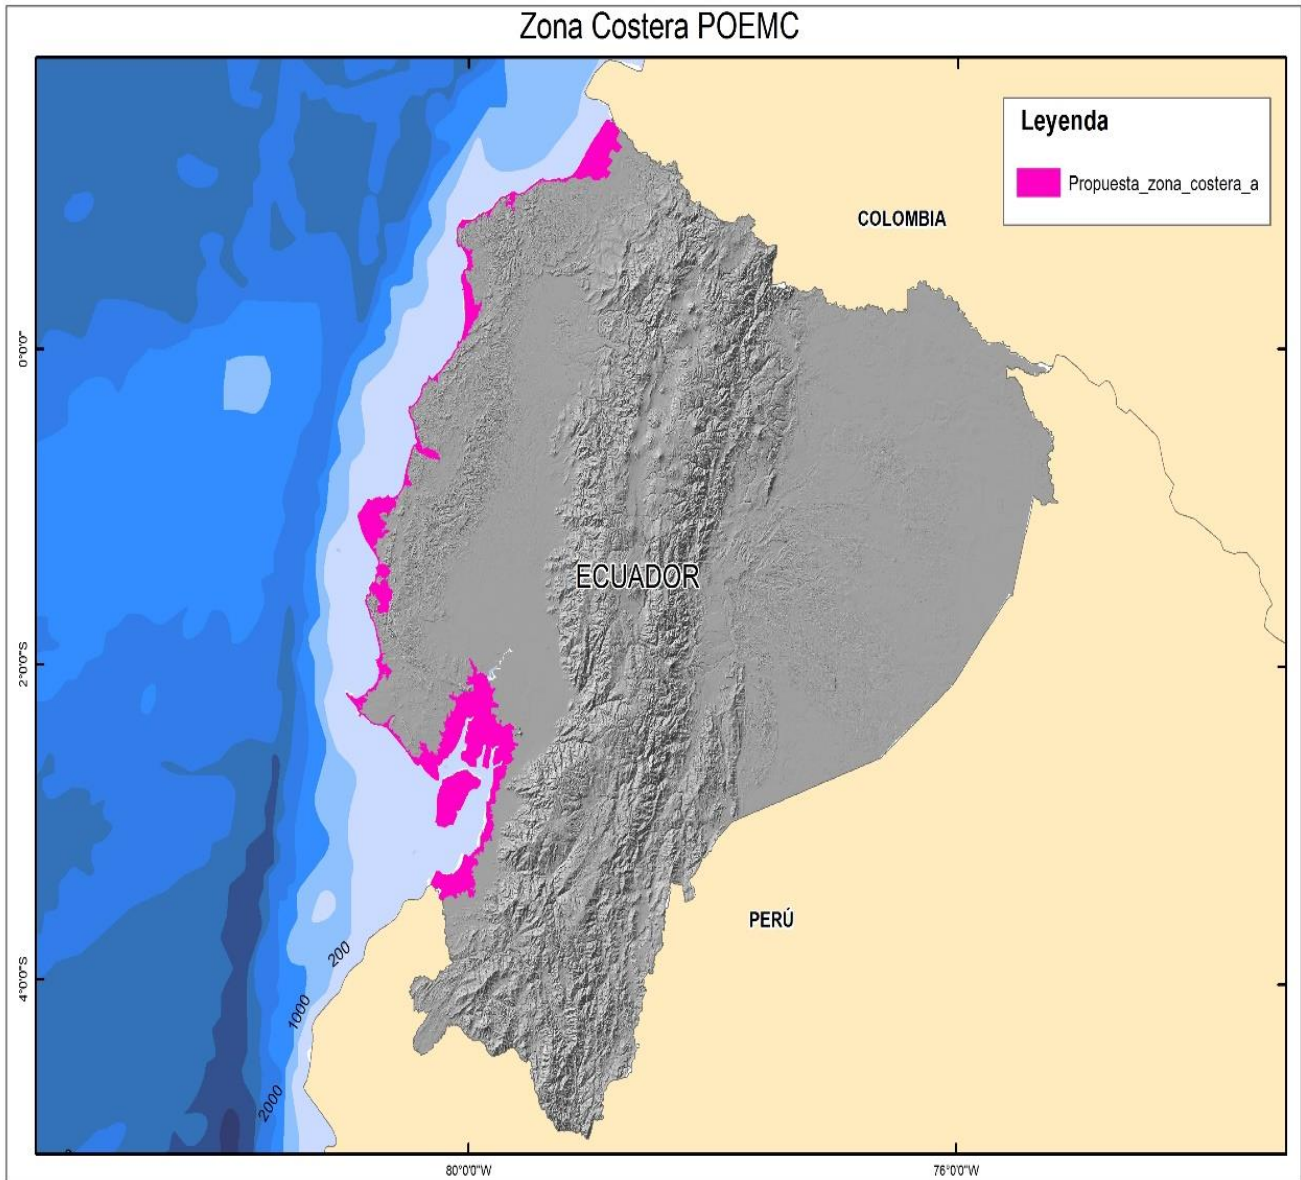 Zona Costera POEMC
Leyenda
Propuesta_zona_costera_a
COLOMBIA
0°0'0"
ECUADOR
2°0'0"S
PERÚ
4°0'0"S
200
1000
2000
80°0'0"W
76°0'0"W